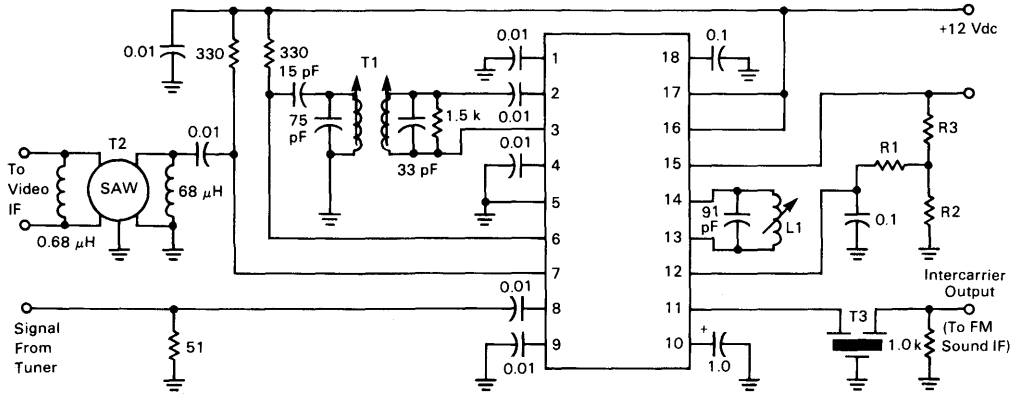 +12 Vdc
0.01
330
330
15 pF
T1
0.01
0.1
1
18
75 pF
1.5 k
2
17
0.01
33 pF
3
16
0.01
T2
0.01
To
Video
IF
SAW
68 μH
0.68 μH
4
15
R1
R3
5
14
91
pF
L1
0.1
R2
6
13
7
12
Signal
From
Tuner
51
0.01
8
11
T3
1.0 k
Intercarrier
Output
(To FM
Sound IF)
0.01
9
10
+
1.0